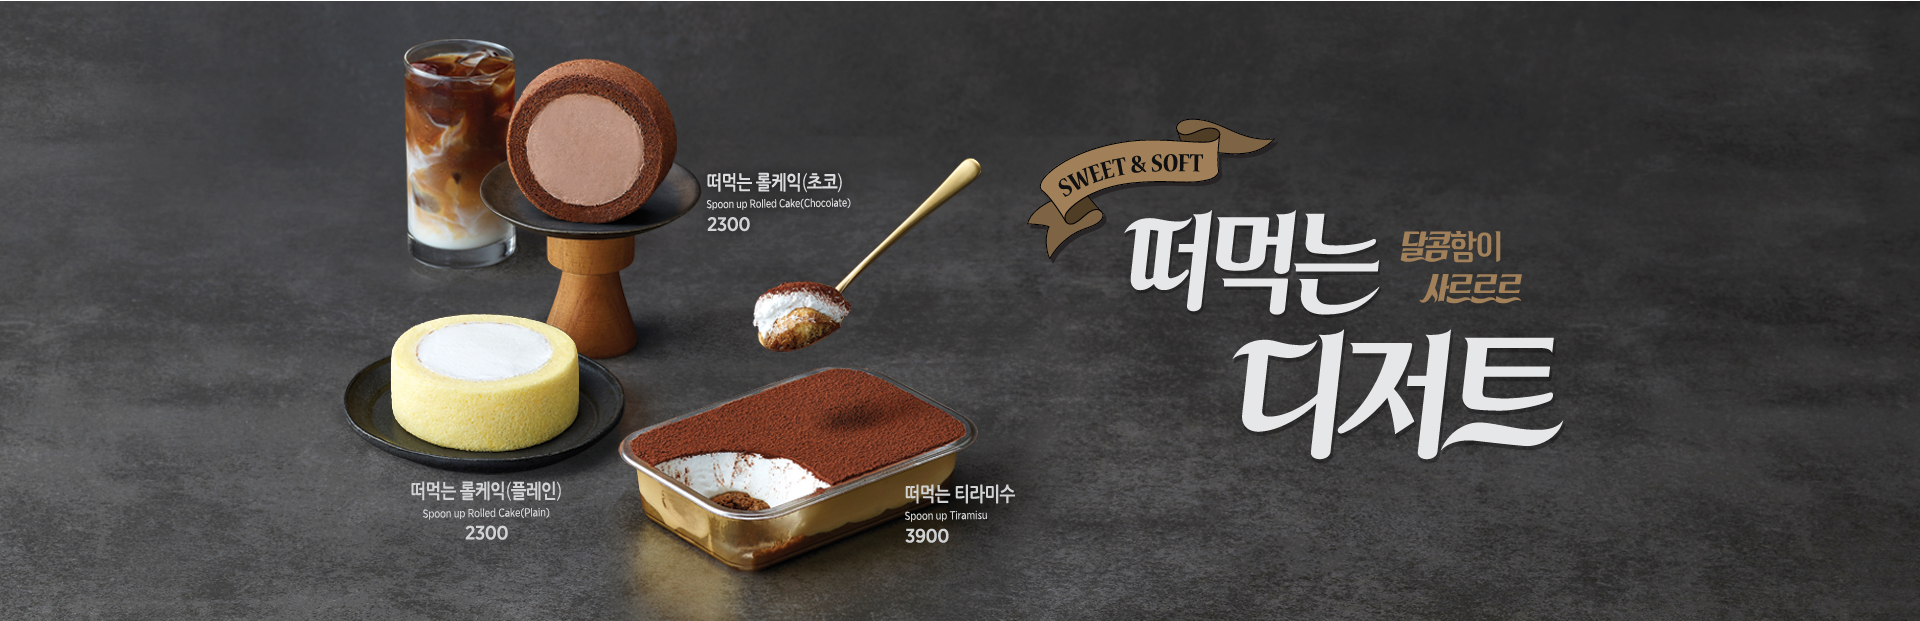 떠먹는 롤케익(초코)
Spoon up Rolled Cake(Chocolate)
2300
떠먹는 롤케익(플레인)
Spoon up Rolled Cake(Plain)
2300
떠먹는 티라미수
Spoon up Tiramisu
3900
SWEET & SOFT
떠먹는
달콤함이
사르르르
디저트